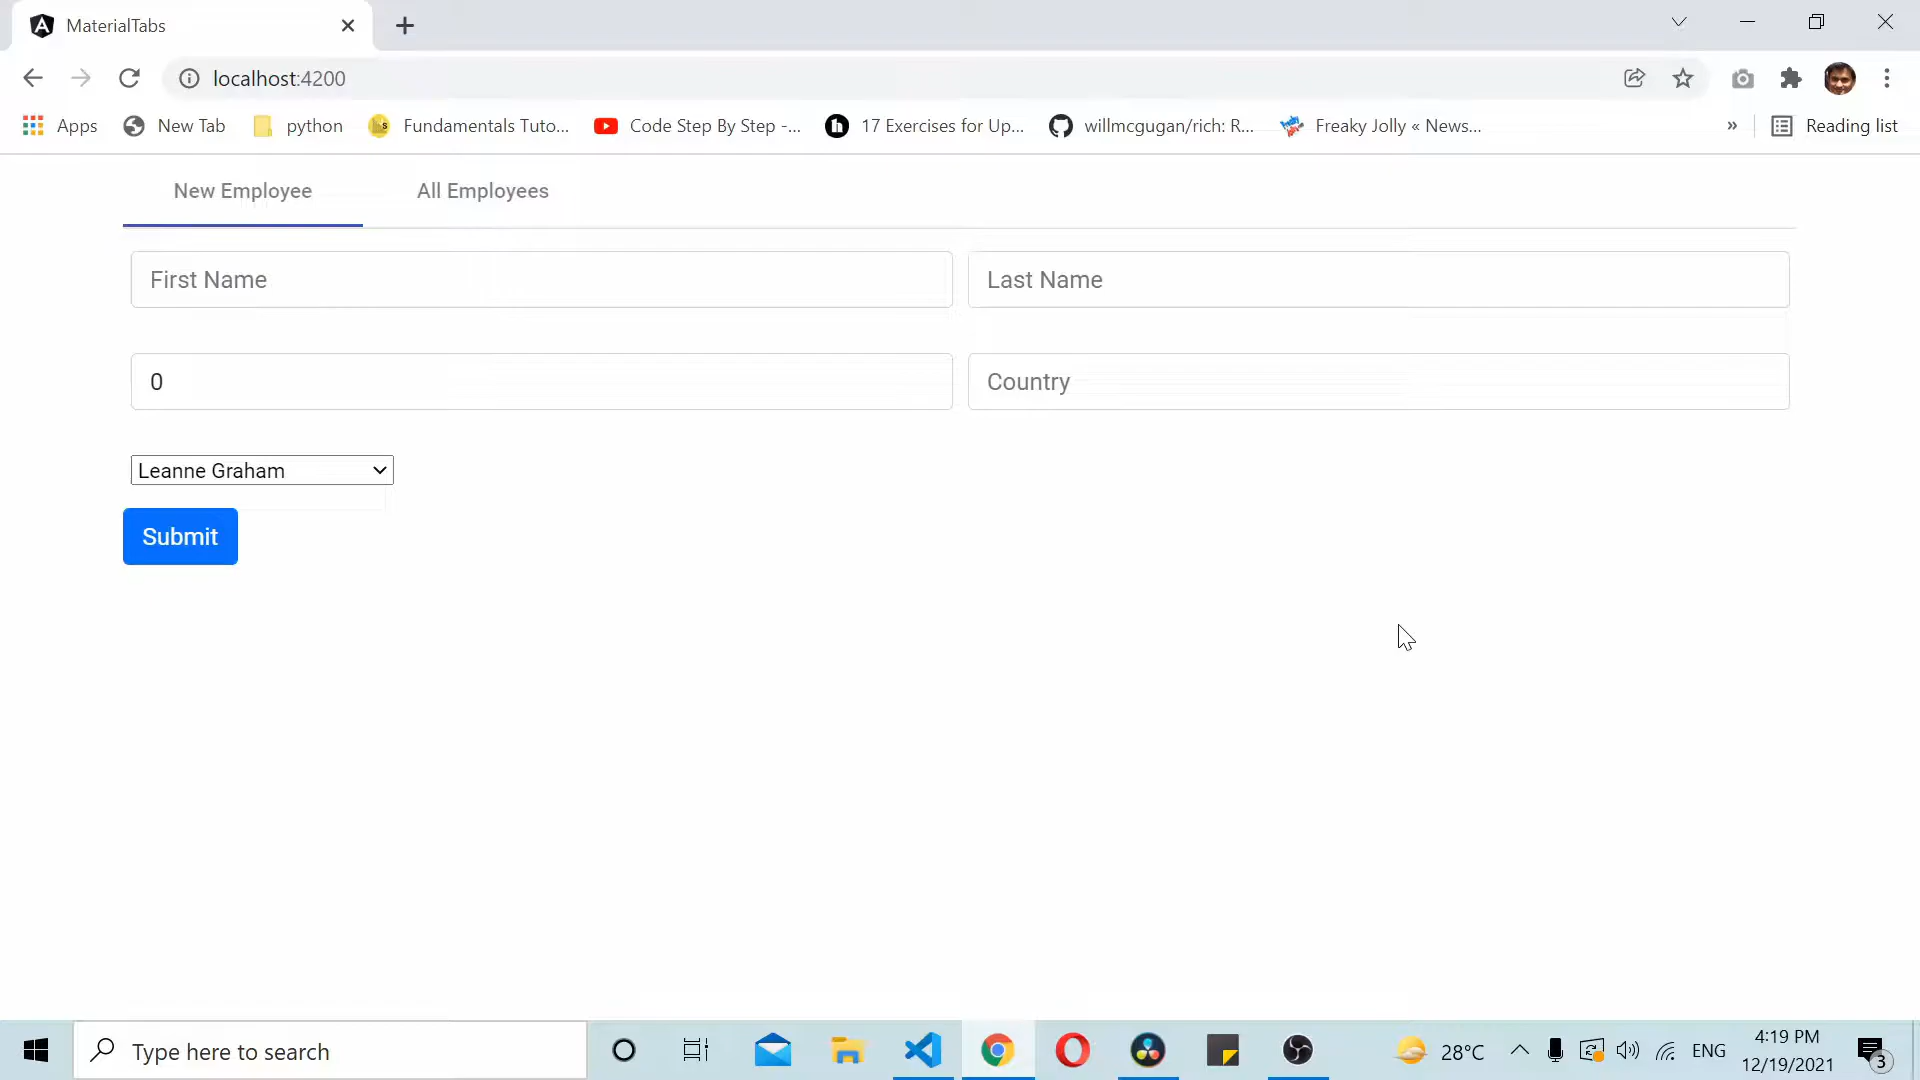 MaterialTabs
localhost:4200
Apps New Tab python Fundamentals Tuto... Code Step By Step -... 17 Exercises for Up... willmcgugan/rich: R... Freaky Jolly « News... » Reading list
New Employee All Employees
First Name Last Name
0 Country
Leanne Graham
Submit
Type here to search 28°C ENG 4:19 PM
12/19/2021 3